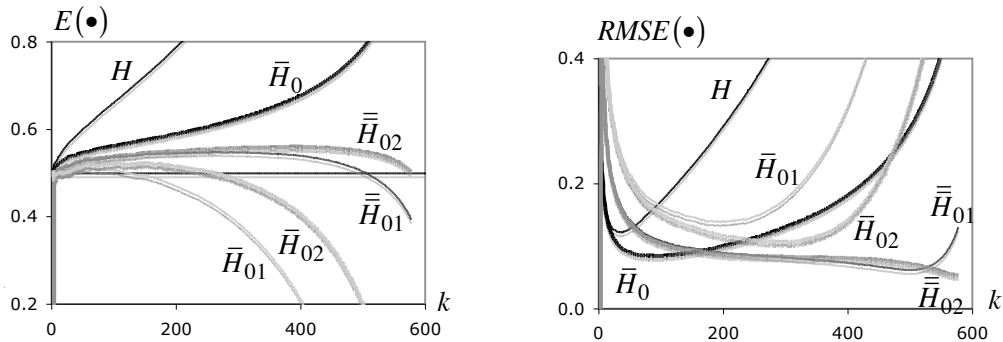 E(●)
0.8
H
H̄₀
0.6
H̿₀₂
0.4
H̿₀₁
H̄₀₂
H̄₀₁
0.2
k
0 200 400 600
RMSE(●)
0.4
H
H̄₀₁
0.2
H̿₀₁
H̄₀₂
H̄₀
H̿₀₂
0.0
k
0 200 400 600